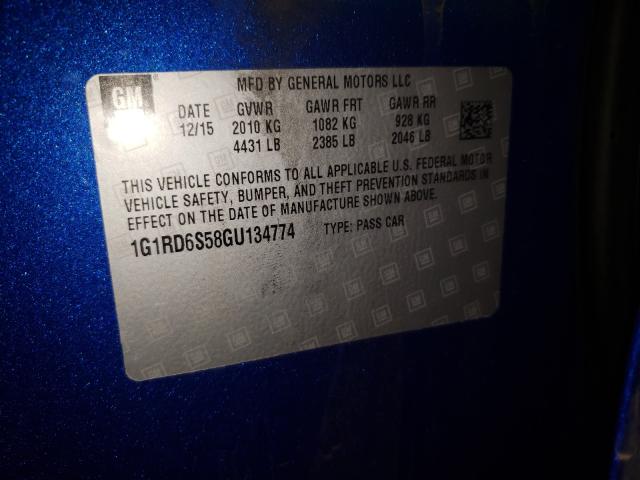 GM
MFD BY GENERAL MOTORS LLC
DATE GVWR GAWR FRT GAWR RR
12/15 2010 KG 1082 KG 928 KG
4431 LB 2385 LB 2046 LB
THIS VEHICLE CONFORMS TO ALL APPLICABLE U.S. FEDERAL MOTOR
VEHICLE SAFETY, BUMPER, AND THEFT PREVENTION STANDARDS IN
EFFECT ON THE DATE OF MANUFACTURE SHOWN ABOVE.
1G1RD6S58GU134774 TYPE: PASS CAR